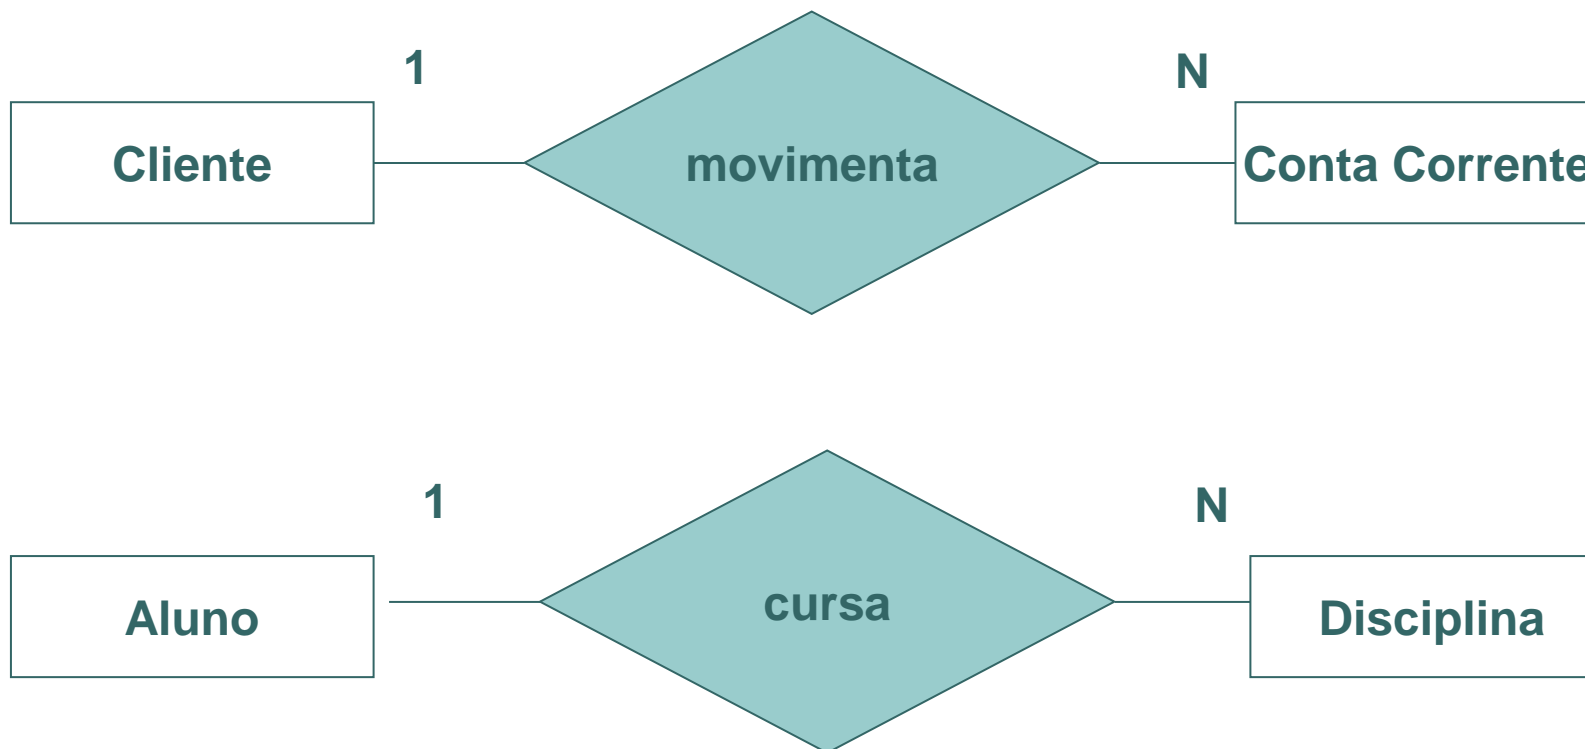 1
N
Cliente
movimenta
Conta Corrente
1
N
Aluno
cursa
Disciplina